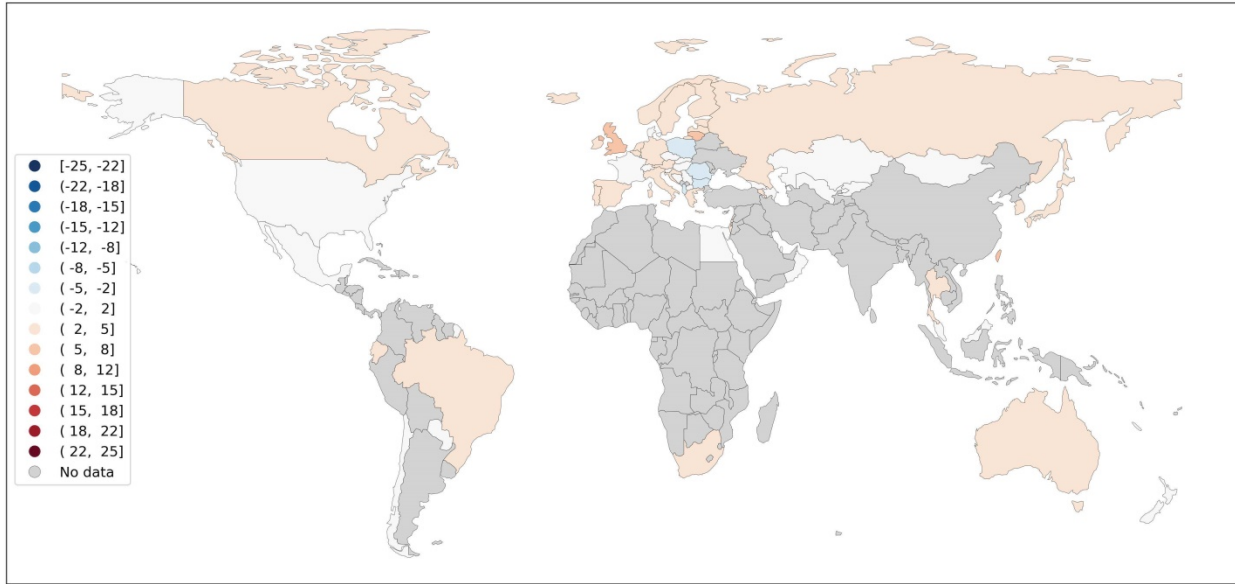 [-25, -22]
(-22, -18]
(-18, -15]
(-15, -12]
(-12, -8]
( -8, -5]
( -5, -2]
( -2, 2]
( 2, 5]
( 5, 8]
( 8, 12]
( 12, 15]
( 15, 18]
( 18, 22]
( 22, 25]
No data